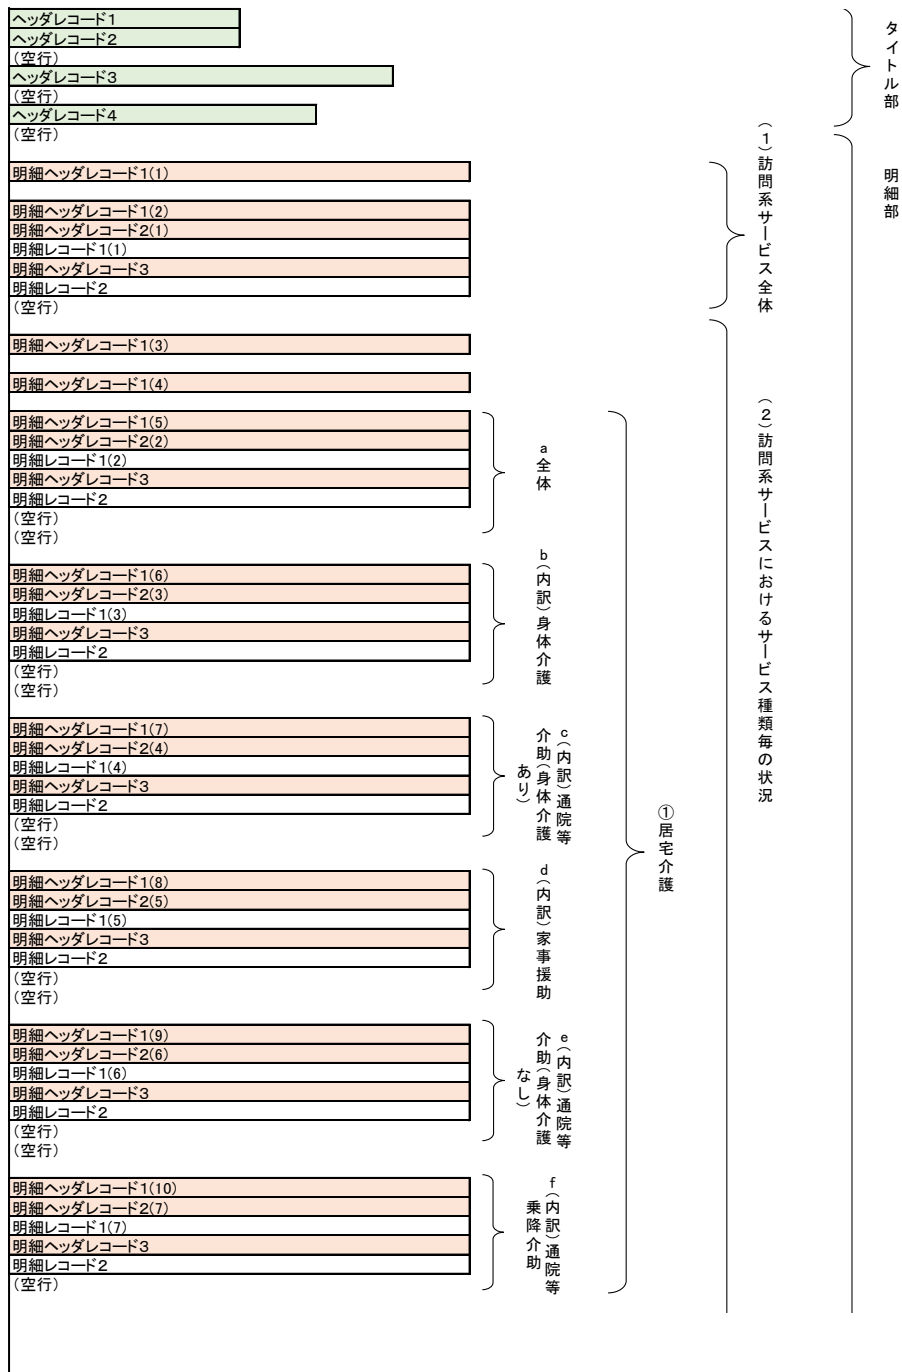 ヘッダレコード1
ヘッダレコード2
(空行)
ヘッダレコード3
(空行)
ヘッダレコード4
(空行)
タイトル部
明細部
明細ヘッダレコード1(1)
明細ヘッダレコード1(2)
明細ヘッダレコード2(1)
明細レコード1(1)
明細ヘッダレコード3
明細レコード2
(空行)
(1)訪問系サービス全体
明細ヘッダレコード1(3)
明細ヘッダレコード1(4)
(2)訪問系サービスにおけるサービス種類毎の状況
①居宅介護
明細ヘッダレコード1(5)
明細ヘッダレコード2(2)
明細レコード1(2)
明細ヘッダレコード3
明細レコード2
(空行)
(空行)
a全体
明細ヘッダレコード1(6)
明細ヘッダレコード2(3)
明細レコード1(3)
明細ヘッダレコード3
明細レコード2
(空行)
(空行)
b(内訳)身体介護
明細ヘッダレコード1(7)
明細ヘッダレコード2(4)
明細レコード1(4)
明細ヘッダレコード3
明細レコード2
(空行)
(空行)
c(内訳)通院等
介助(身体介護
あり)
明細ヘッダレコード1(8)
明細ヘッダレコード2(5)
明細レコード1(5)
明細ヘッダレコード3
明細レコード2
(空行)
(空行)
d(内訳)家事援助
明細ヘッダレコード1(9)
明細ヘッダレコード2(6)
明細レコード1(6)
明細ヘッダレコード3
明細レコード2
(空行)
(空行)
e(内訳)通院等
介助(身体介護
なし)
明細ヘッダレコード1(10)
明細ヘッダレコード2(7)
明細レコード1(7)
明細ヘッダレコード3
明細レコード2
(空行)
f(内訳)通院等
乗降介助